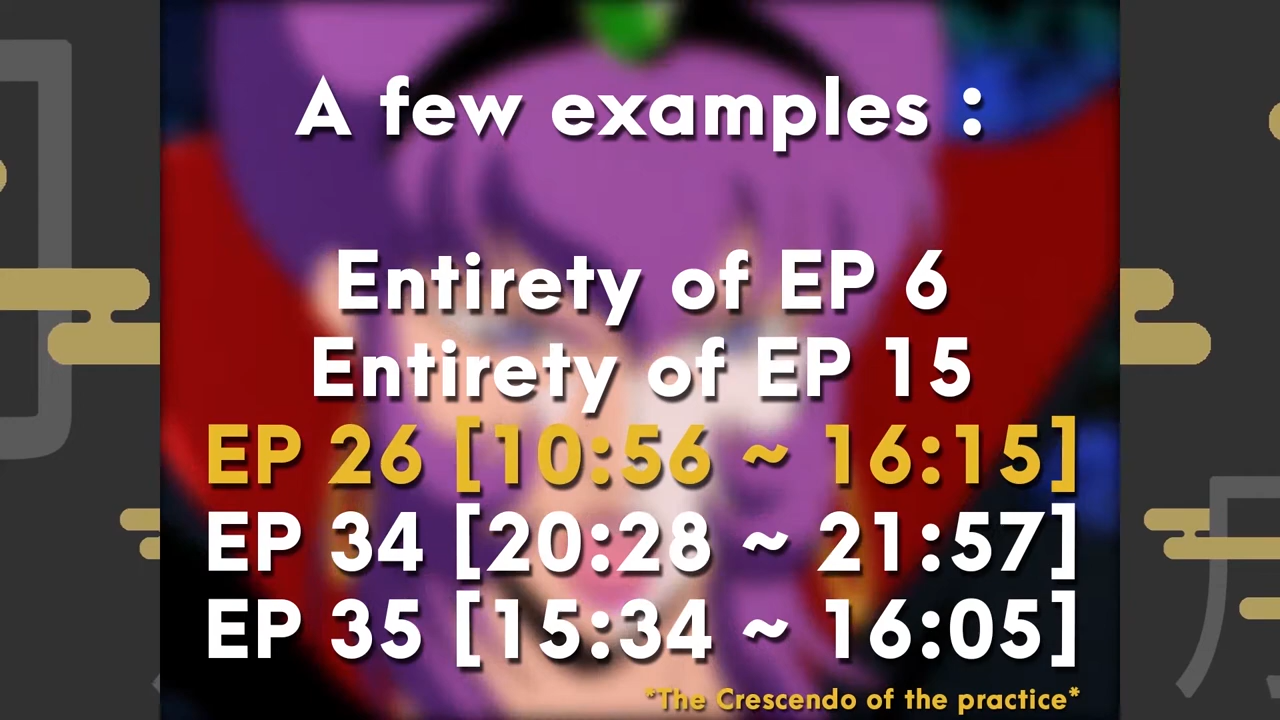 A few examples :
Entirety of EP 6
Entirety of EP 15
EP 26 [10:56 ~ 16:15]
EP 34 [20:28 ~ 21:57]
EP 35 [15:34 ~ 16:05]
*The Crescendo of the practice*